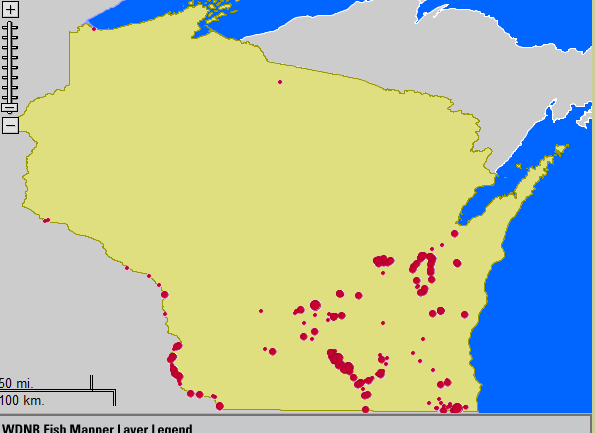 50 mi.
100 km.
WDNR Fish Mapper Layer Legend